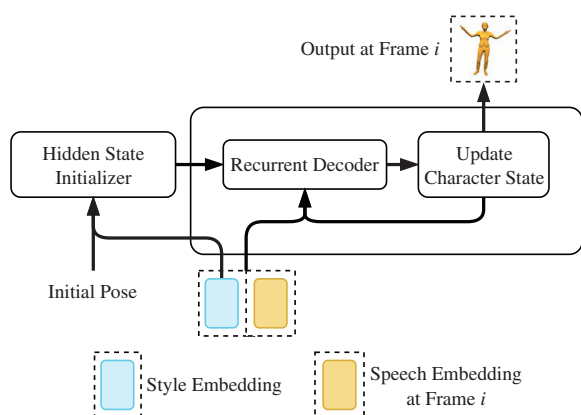 Output at Frame i
Hidden State
Initializer
Recurrent Decoder
Update
Character State
Initial Pose
Style Embedding
Speech Embedding
at Frame i